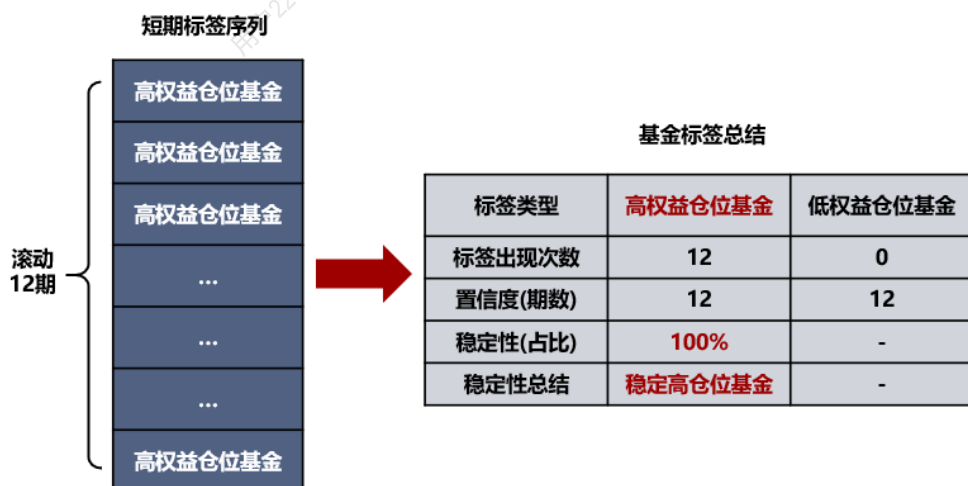 短期标签序列
高权益仓位基金
高权益仓位基金
高权益仓位基金
...
...
...
高权益仓位基金
滚动
12期
基金标签总结
标签类型 高权益仓位基金 低权益仓位基金
标签出现次数 12 0
置信度(期数) 12 12
稳定性(占比) 100% -
稳定性总结 稳定高仓位基金 -